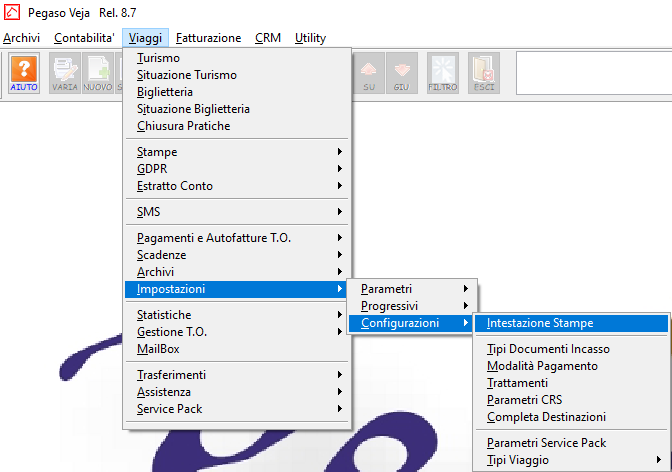 Pegaso Veja Rel. 8.7
Archivi Contabilita' Viaggi Fatturazione CRM Utility
AIUTO VARIA NUOVO SU GIU FILTRO ESCI
Turismo
Situazione Turismo
Biglietteria
Situazione Biglietteria
Chiusura Pratiche
Stampe
GDPR
Estratto Conto
SMS
Pagamenti e Autofatture T.O.
Scadenze
Archivi
Impostazioni
Statistiche
Gestione T.O.
MailBox
Trasferimenti
Assistenza
Service Pack
Parametri
Progressivi
Configurazioni
Intestazione Stampe
Tipi Documenti Incasso
Modalità Pagamento
Trattamenti
Parametri CRS
Completa Destinazioni
Parametri Service Pack
Tipi Viaggio